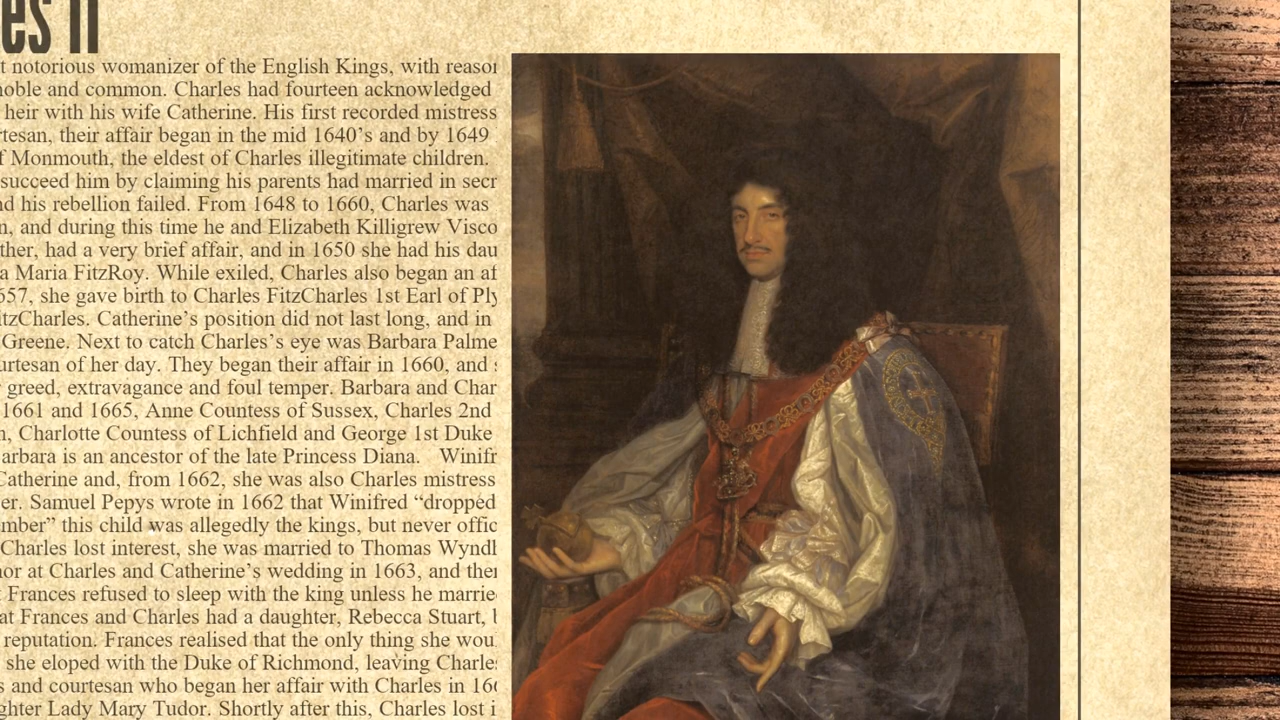 es II
t notorious womanizer of the English Kings, with reason
noble and common. Charles had fourteen acknowledged
heir with his wife Catherine. His first recorded mistress
rtesan, their affair began in the mid 1640’s and by 1649
f Monmouth, the eldest of Charles illegitimate children.
succeed him by claiming his parents had married in secr
nd his rebellion failed. From 1648 to 1660, Charles was
n, and during this time he and Elizabeth Killigrew Visco
ther, had a very brief affair, and in 1650 she had his dau
a Maria FitzRoy. While exiled, Charles also began an af
657, she gave birth to Charles FitzCharles 1st Earl of Ply
itzCharles. Catherine’s position did not last long, and in
Greene. Next to catch Charles’s eye was Barbara Palme
urtesan of her day. They began their affair in 1660, and s
r greed, extravagance and foul temper. Barbara and Char
1661 and 1665, Anne Countess of Sussex, Charles 2nd
n, Charlotte Countess of Lichfield and George 1st Duke
arbara is an ancestor of the late Princess Diana. Winifr
Catherine and, from 1662, she was also Charles mistress
er. Samuel Pepys wrote in 1662 that Winifred “dropped
mber” this child was allegedly the kings, but never offic
Charles lost interest, she was married to Thomas Wyndl
nor at Charles and Catherine’s wedding in 1663, and then
t Frances refused to sleep with the king unless he marrie
at Frances and Charles had a daughter, Rebecca Stuart, l
reputation. Frances realised that the only thing she wou
she eloped with the Duke of Richmond, leaving Charles
s and courtesan who began her affair with Charles in 166
ghter Lady Mary Tudor. Shortly after this, Charles lost i